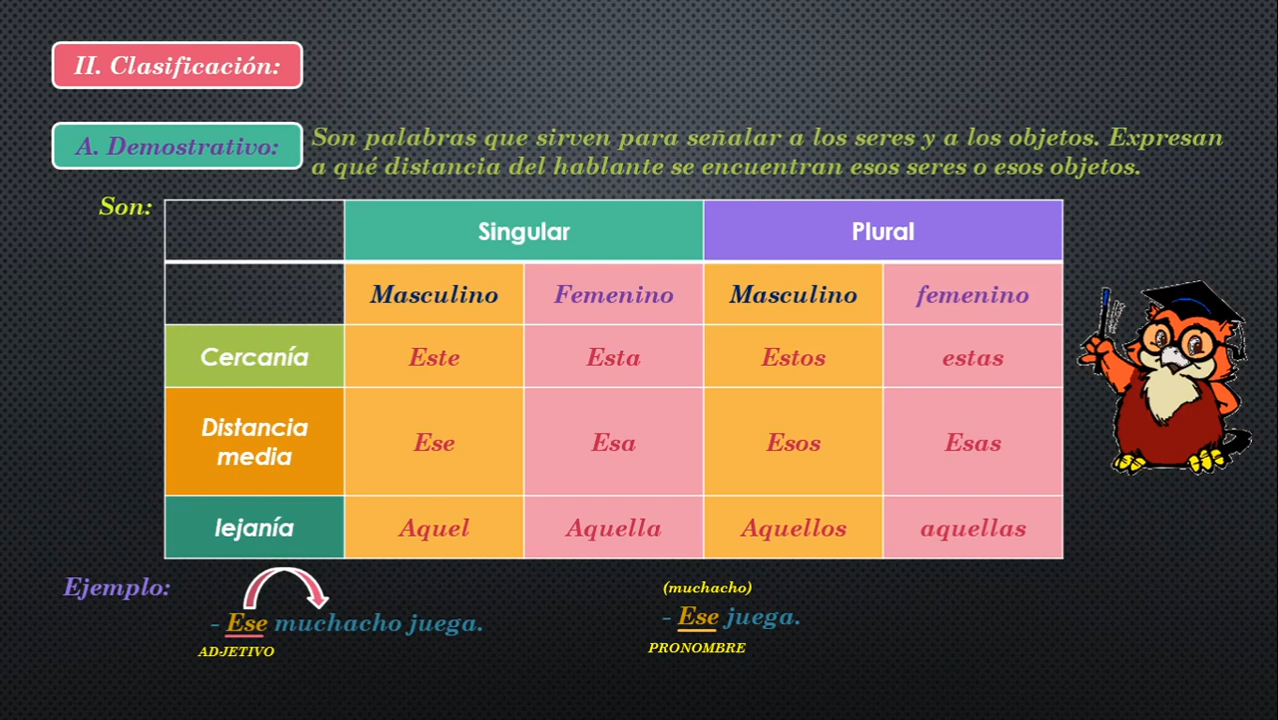 II. Clasificación:
A. Demostrativo:
Son palabras que sirven para señalar a los seres y a los objetos. Expresan
a qué distancia del hablante se encuentran esos seres o esos objetos.
Son:
Singular Plural
Masculino Femenino Masculino femenino
Cercanía Este Esta Estos estas
Distancia
media Ese Esa Esos Esas
lejanía Aquel Aquella Aquellos aquellas
Ejemplo:
- Ese muchacho juega.
ADJETIVO
(muchacho)
- Ese juega.
PRONOMBRE